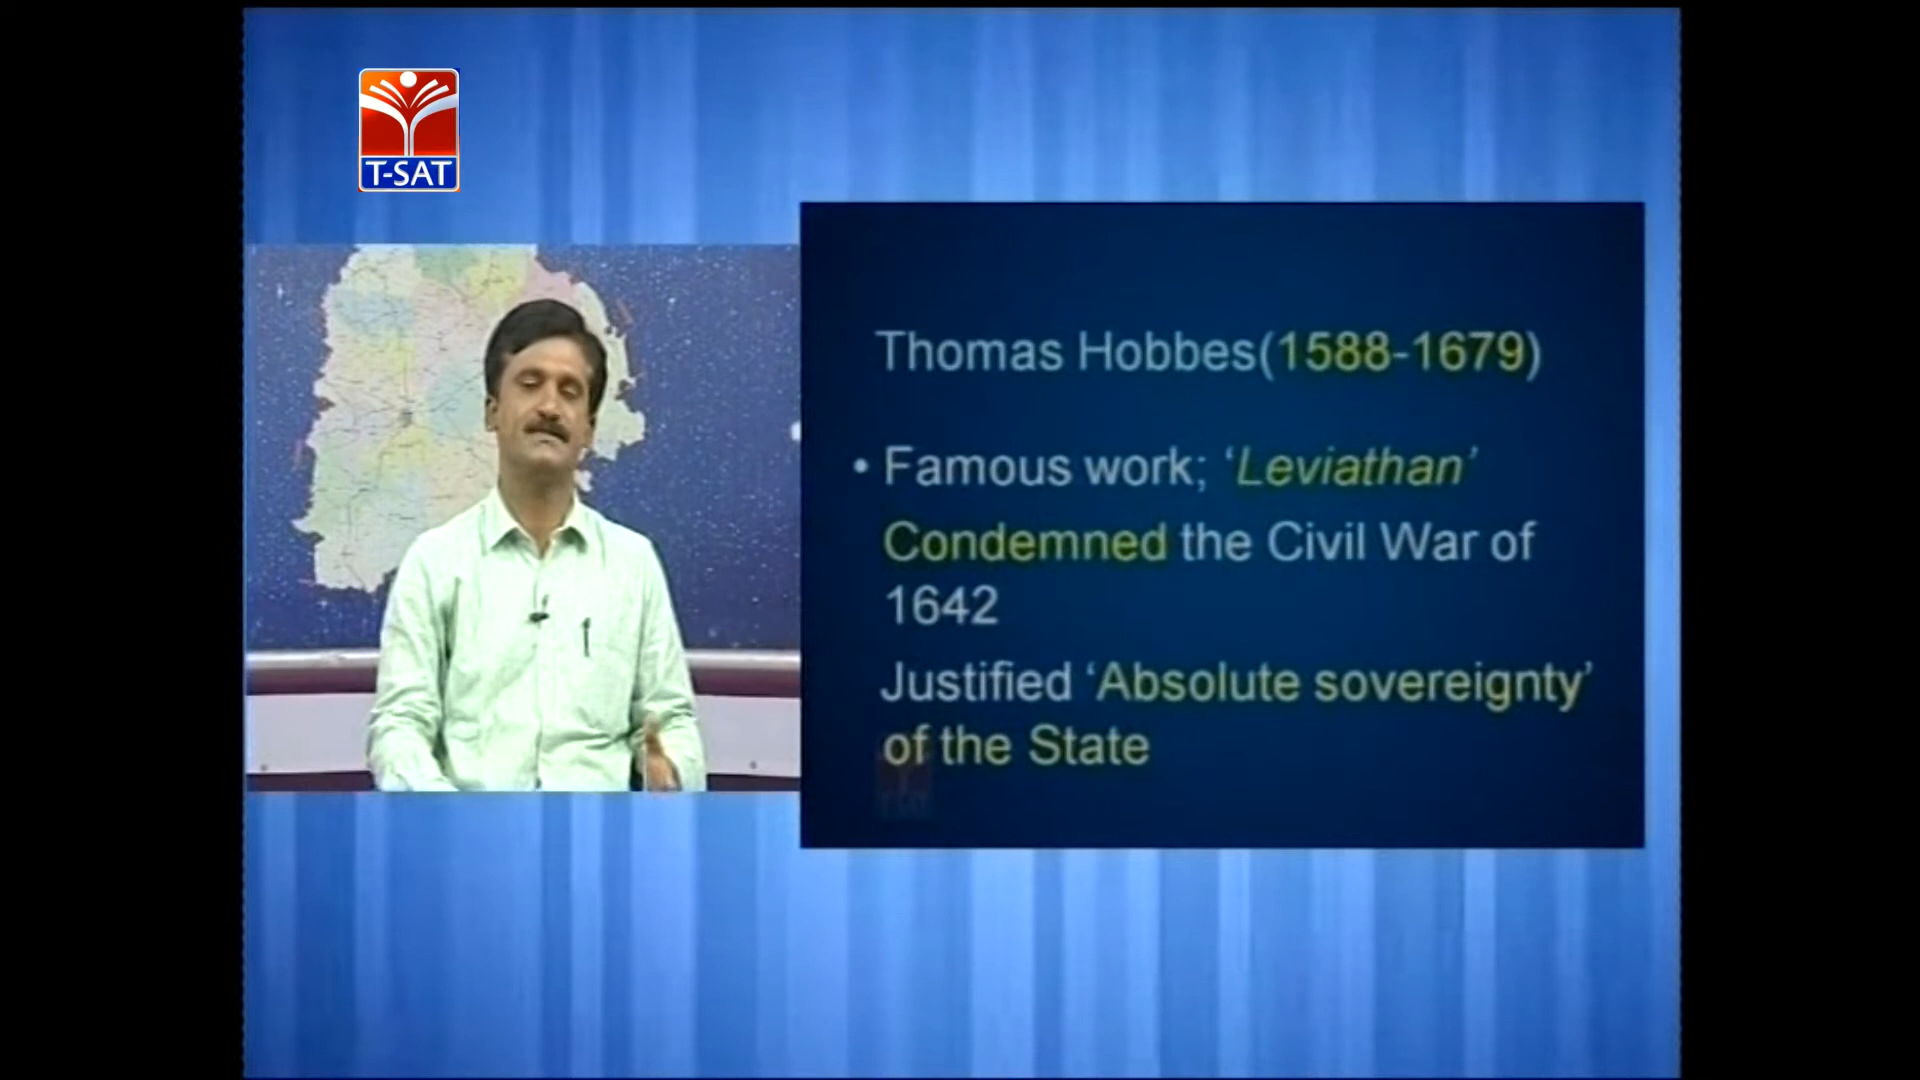 T-SAT
Thomas Hobbes(1588-1679)
• Famous work; ‘Leviathan’
Condemned the Civil War of
1642
Justified ‘Absolute sovereignty’
of the State
T-SAT